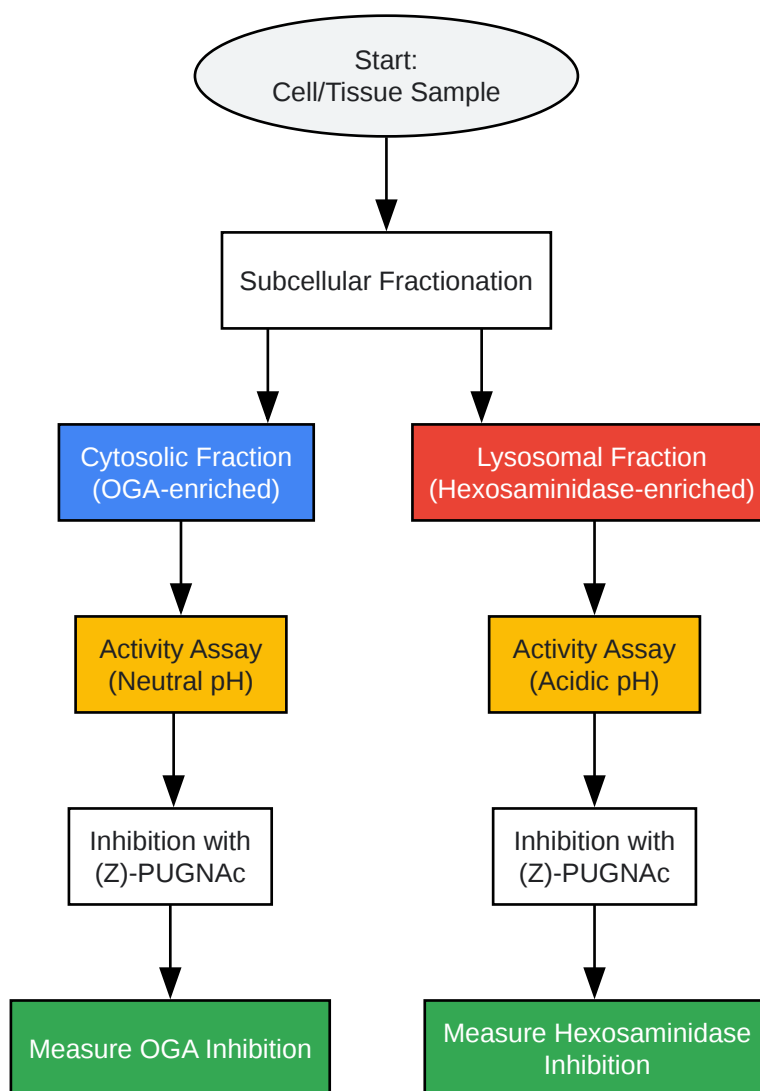 Start:
Cell/Tissue Sample
Subcellular Fractionation
Cytosolic Fraction
(OGA-enriched)
Lysosomal Fraction
(Hexosaminidase-enriched)
Activity Assay
(Neutral pH)
Activity Assay
(Acidic pH)
Inhibition with
(Z)-PUGNAc
Inhibition with
(Z)-PUGNAc
Measure OGA Inhibition
Measure Hexosaminidase
Inhibition